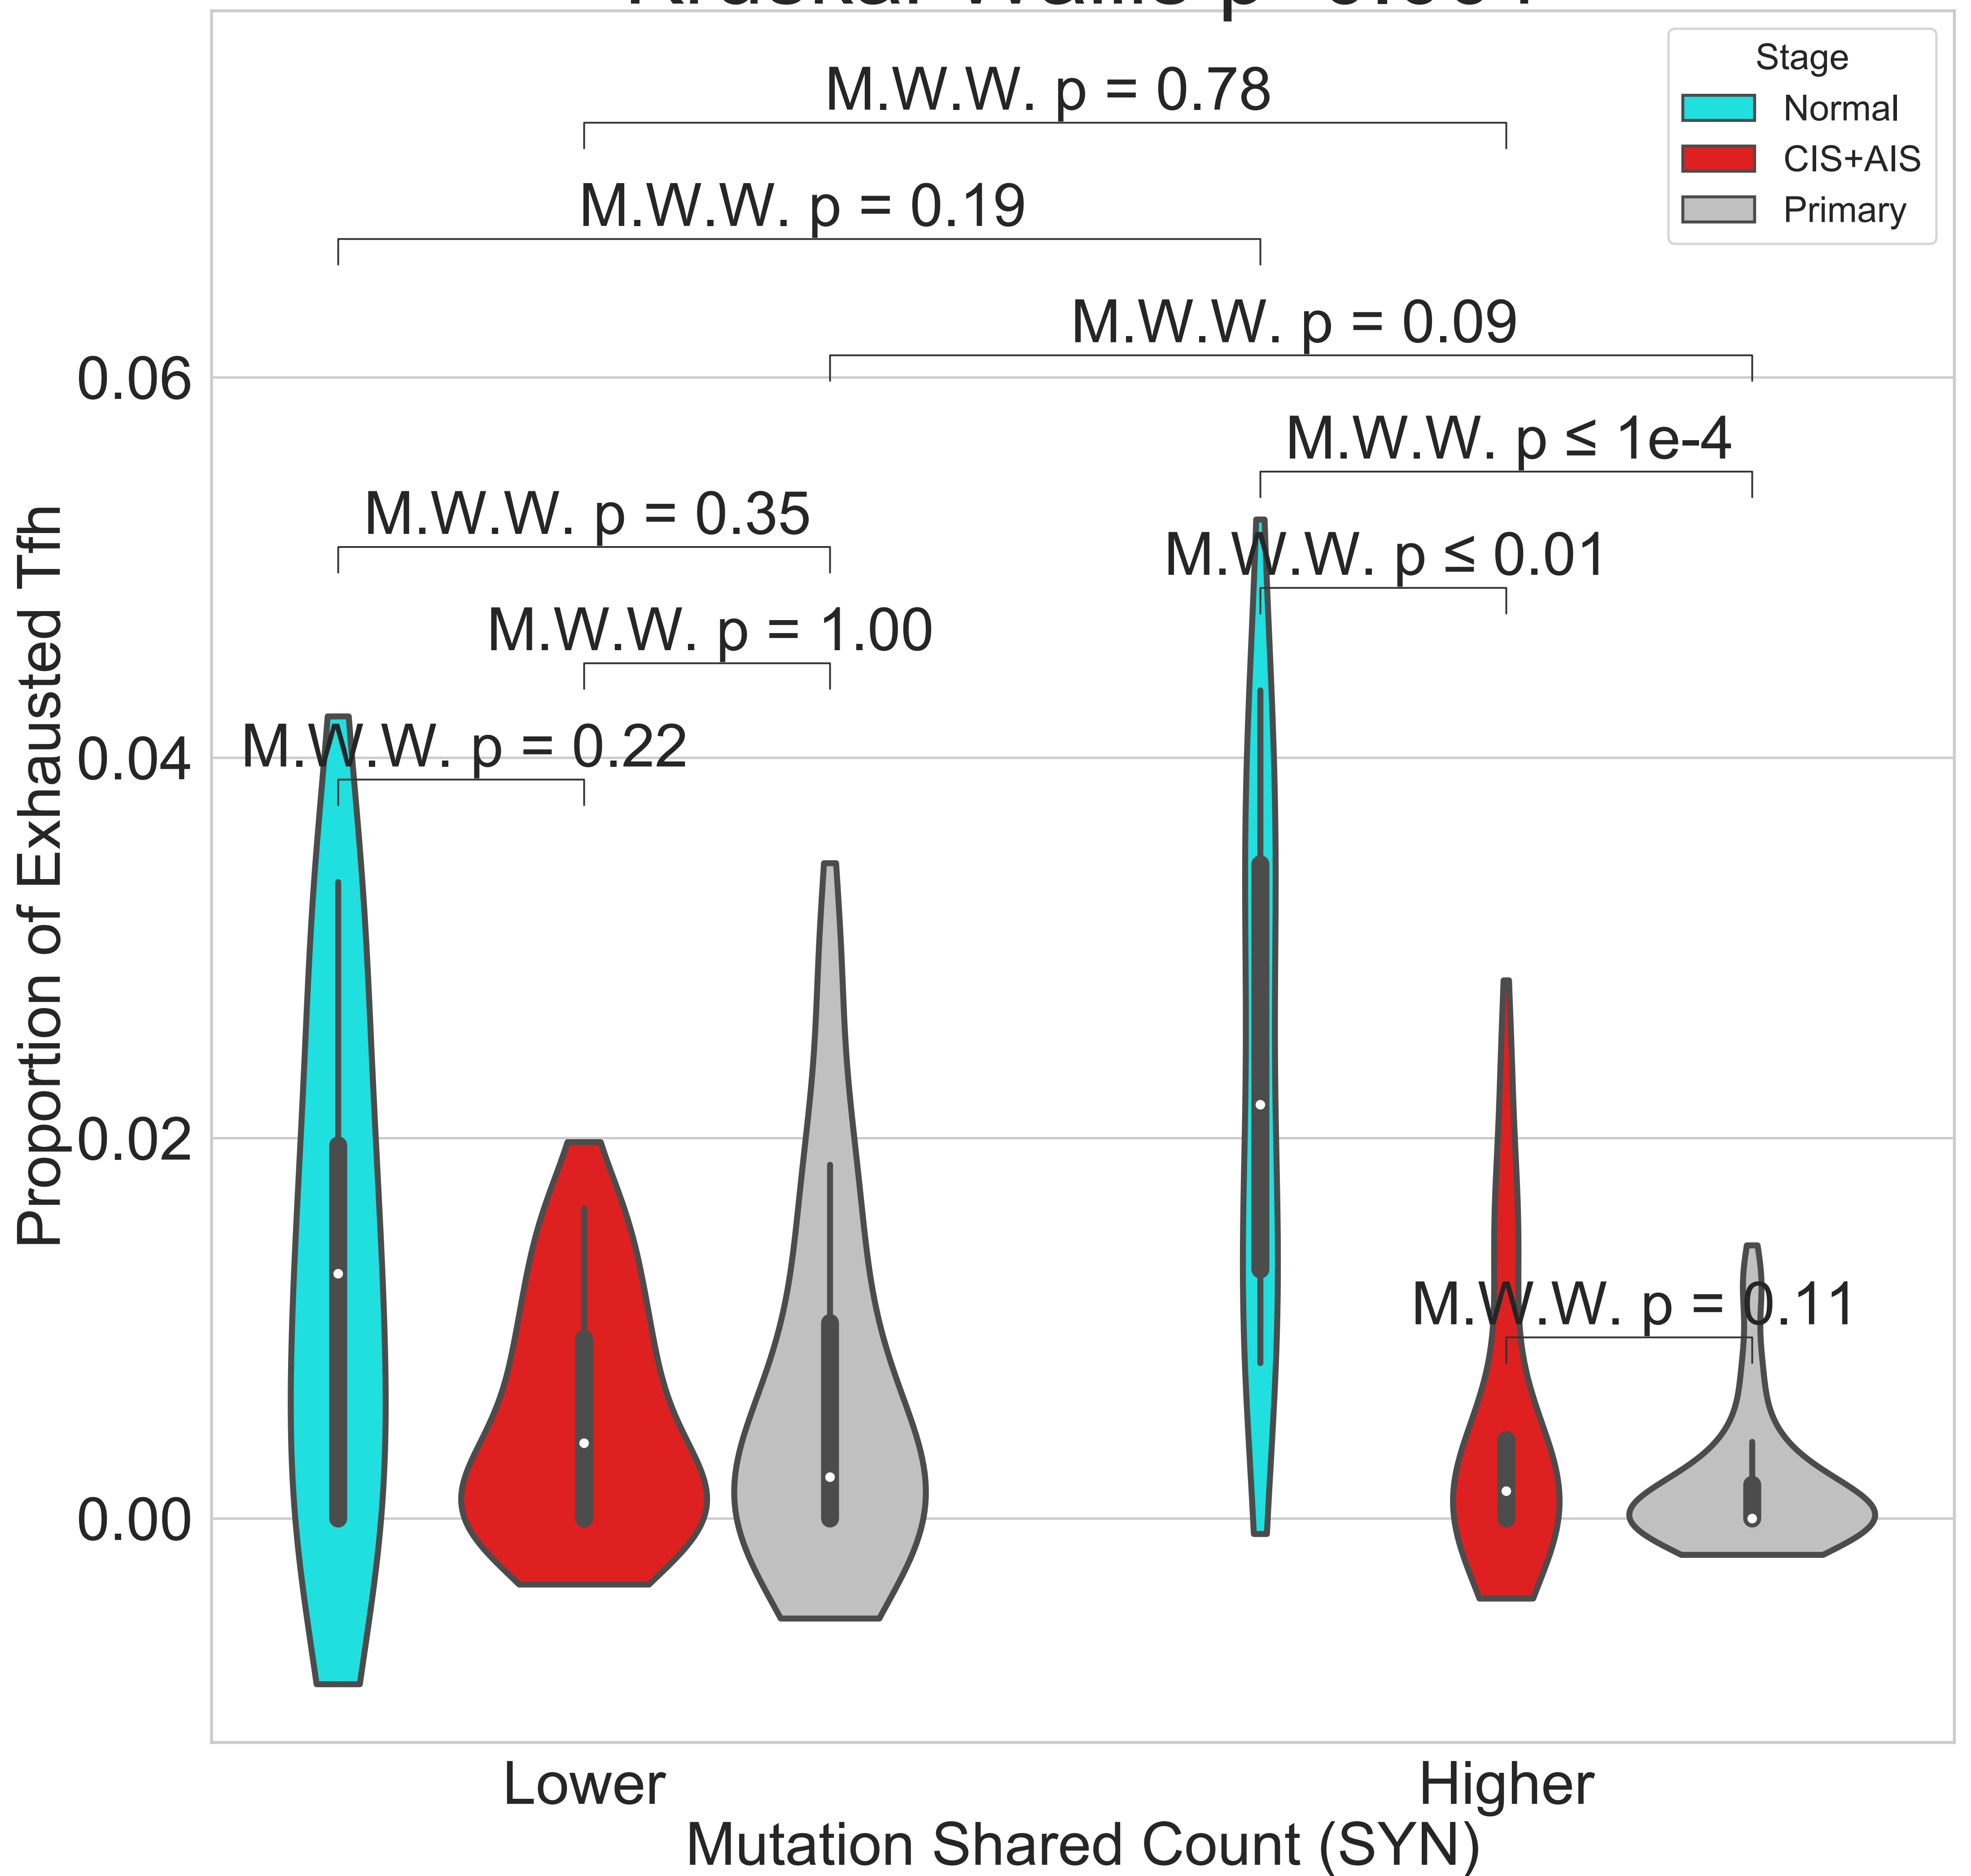 Stage
Normal
CIS+AIS
Primary
M.W.W. p = 0.78
M.W.W. p = 0.19
M.W.W. p = 0.09
M.W.W. p ≤ 1e-4
M.W.W. p = 0.35
M.W.W. p ≤ 0.01
M.W.W. p = 1.00
M.W.W. p = 0.22
M.W.W. p = 0.11
Proportion of Exhausted Tfh
0.06
0.04
0.02
0.00
Lower
Higher
Mutation Shared Count (SYN)